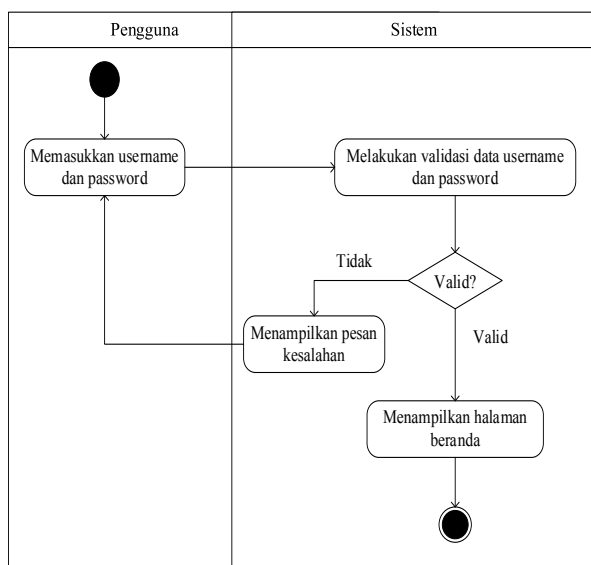 Pengguna
Sistem
Memasukkan username
dan password
Melakukan validasi data username
dan password
Tidak
Valid?
Menampilkan pesan
kesalahan
Valid
Menampilkan halaman
beranda